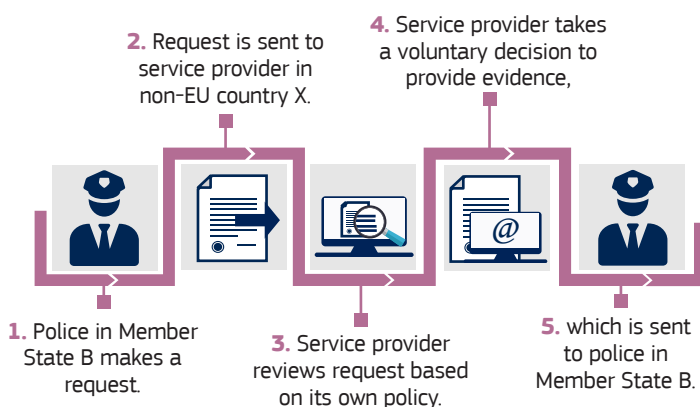 1. Police in Member
State B makes a
request.
2. Request is sent to
service provider in
non-EU country X.
3. Service provider
reviews request based
on its own policy.
4. Service provider takes
a voluntary decision to
provide evidence,
@
5. which is sent
to police in
Member State B.